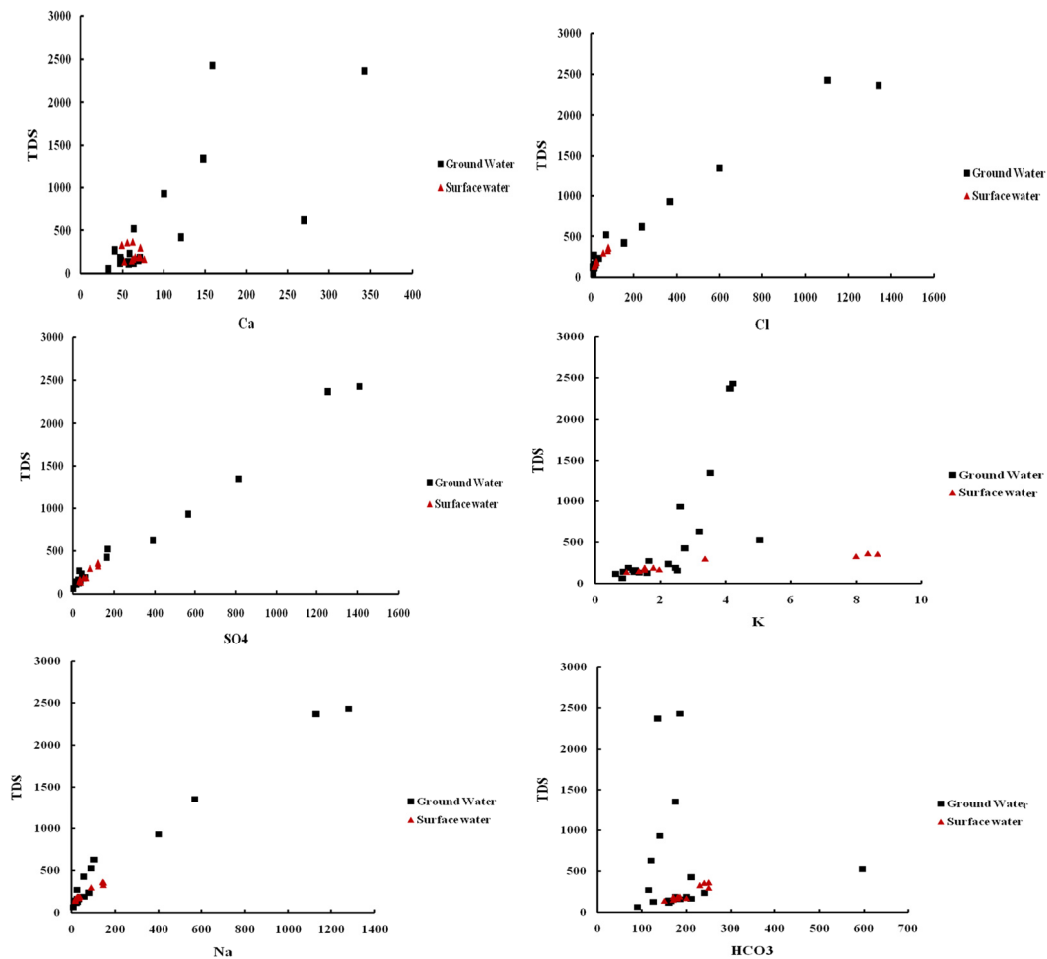 3000
2500
2000
1500
1000
500
0
TDS
0 50 100 150 200 250 300 350 400
Ca
Ground Water
Surface water
3000
2500
2000
1500
1000
500
0
TDS
0 200 400 600 800 1000 1200 1400 1600
Cl
Ground Water
Surface water
3000
2500
2000
1500
1000
500
0
TDS
0 200 400 600 800 1000 1200 1400 1600
SO4
Ground Water
Surface water
3000
2500
2000
1500
1000
500
0
TDS
0 2 4 6 8 10
K
Ground Water
Surface water
3000
2500
2000
1500
1000
500
0
TDS
0 200 400 600 800 1000 1200 1400
Na
Ground Water
Surface water
3000
2500
2000
1500
1000
500
0
TDS
0 100 200 300 400 500 600 700
HCO3
Ground Water
Surface water